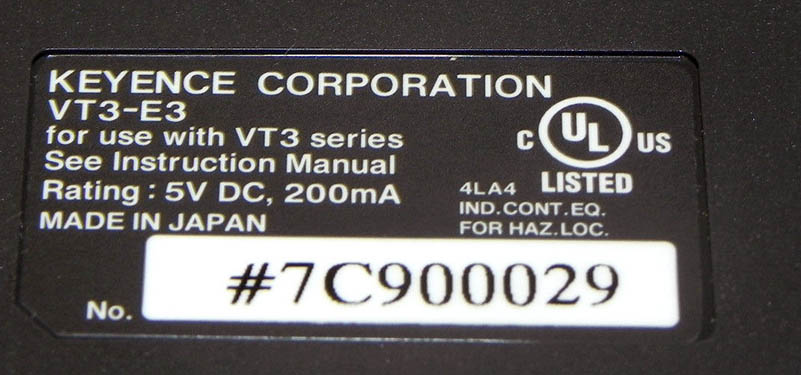 KEYENCE CORPORATION
VT3-E3
for use with VT3 series
See Instruction Manual
Rating : 5V DC, 200mA
MADE IN JAPAN
C UL US
LISTED
4LA4
IND.CONT.EQ.
FOR HAZ.LOC.
No. #7C900029